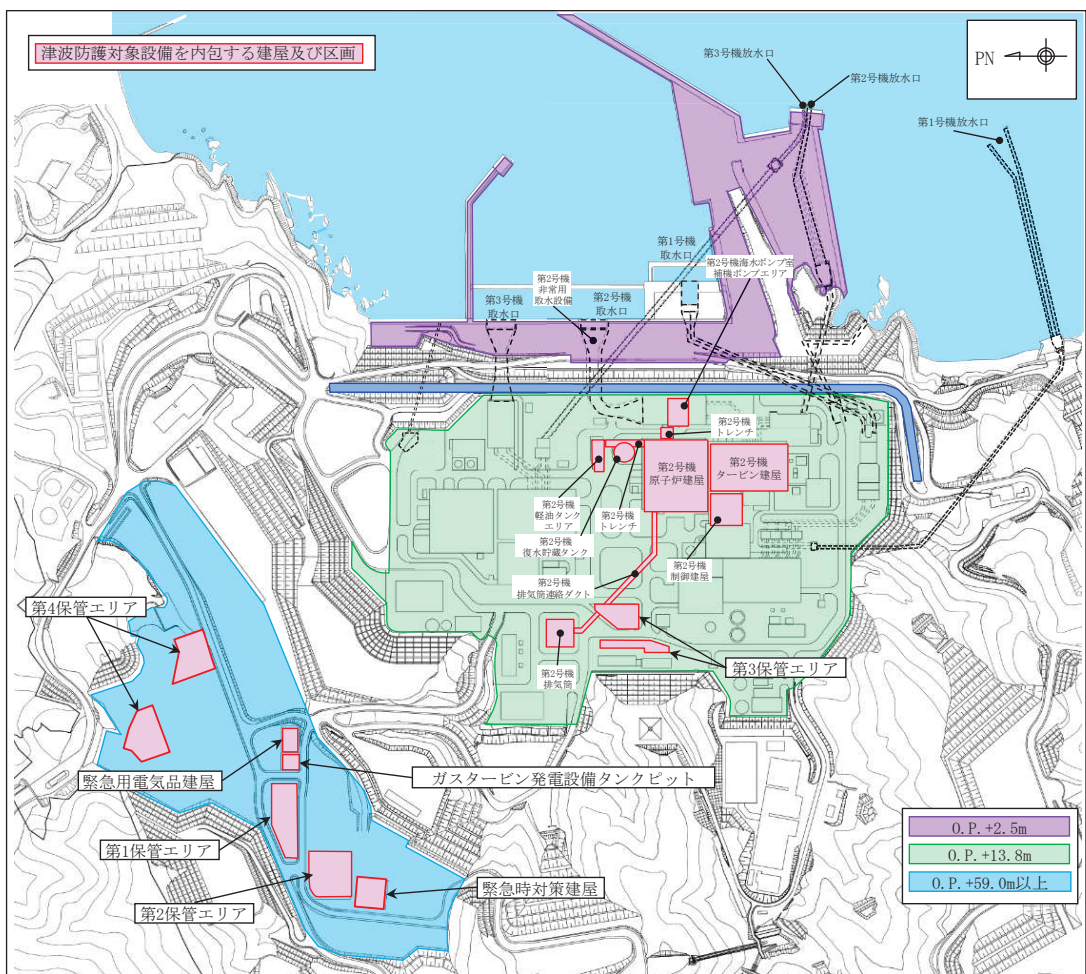 津波防護対象設備を内包する建屋及び区画
PN
第3号機放水口
第2号機放水口
第1号機放水口
第1号機
取水口
第2号機海水ポンプ室
補機ポンプエリア
第2号機
非常用
取水設備
第3号機
取水口
第2号機
取水口
第2号機
トレンチ
第2号機
原子炉建屋
第2号機
タービン建屋
第2号機
軽油タンク
エリア
第2号機
トレンチ
第2号機
復水貯蔵タンク
第2号機
制御建屋
第2号機
排気筒連絡ダクト
第4保管エリア
第3保管エリア
第2号機
排気筒
緊急用電気品建屋
ガスタービン発電設備タンクピット
第1保管エリア
緊急時対策建屋
第2保管エリア
O.P.+2.5m
O.P.+13.8m
O.P.+59.0m以上